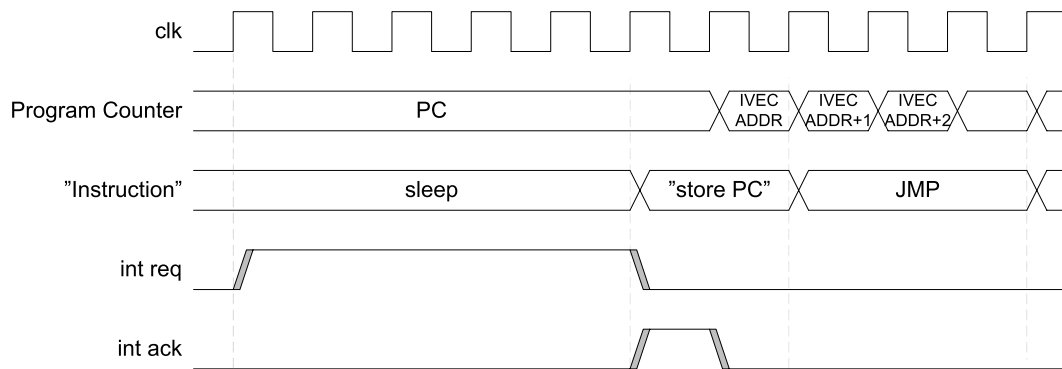 clk
Program Counter
PC
IVEC
ADDR
IVEC
ADDR+1
IVEC
ADDR+2
”Instruction”
sleep
”store PC”
JMP
int req
int ack